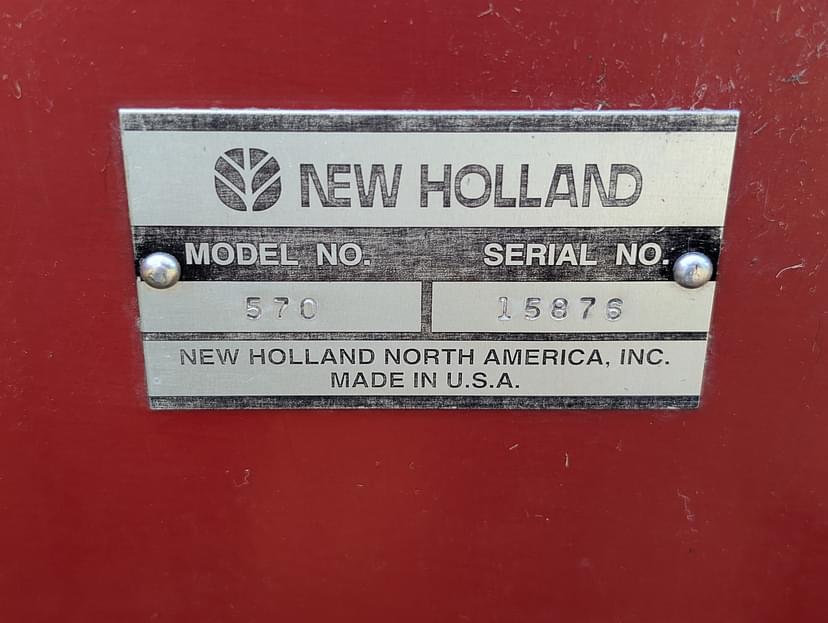 NEW HOLLAND
MODEL NO. SERIAL NO.
570 15876
NEW HOLLAND NORTH AMERICA, INC.
MADE IN U.S.A.